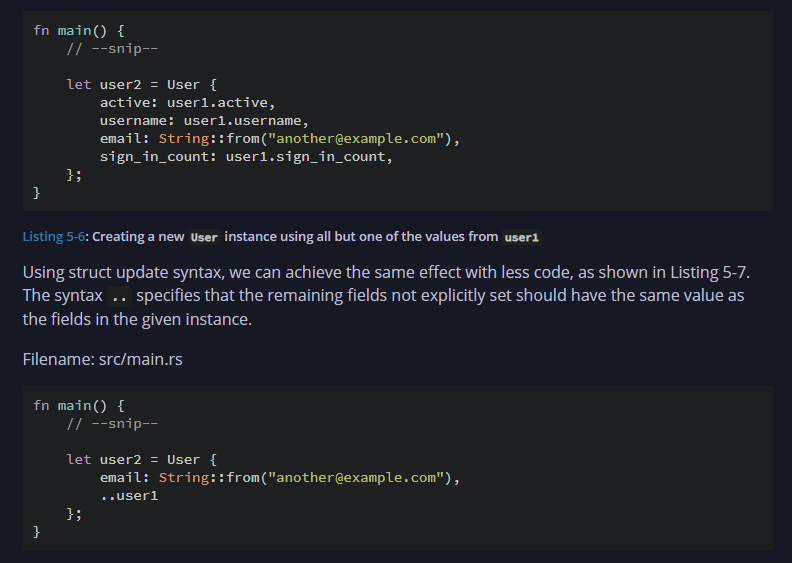 fn main() {
    // --snip--

    let user2 = User {
        active: user1.active,
        username: user1.username,
        email: String::from("another@example.com"),
        sign_in_count: user1.sign_in_count,
    };
}
Listing 5-6: Creating a new User instance using all but one of the values from user1
Using struct update syntax, we can achieve the same effect with less code, as shown in Listing 5-7.
The syntax .. specifies that the remaining fields not explicitly set should have the same value as
the fields in the given instance.
Filename: src/main.rs
fn main() {
    // --snip--

    let user2 = User {
        email: String::from("another@example.com"),
        ..user1
    };
}